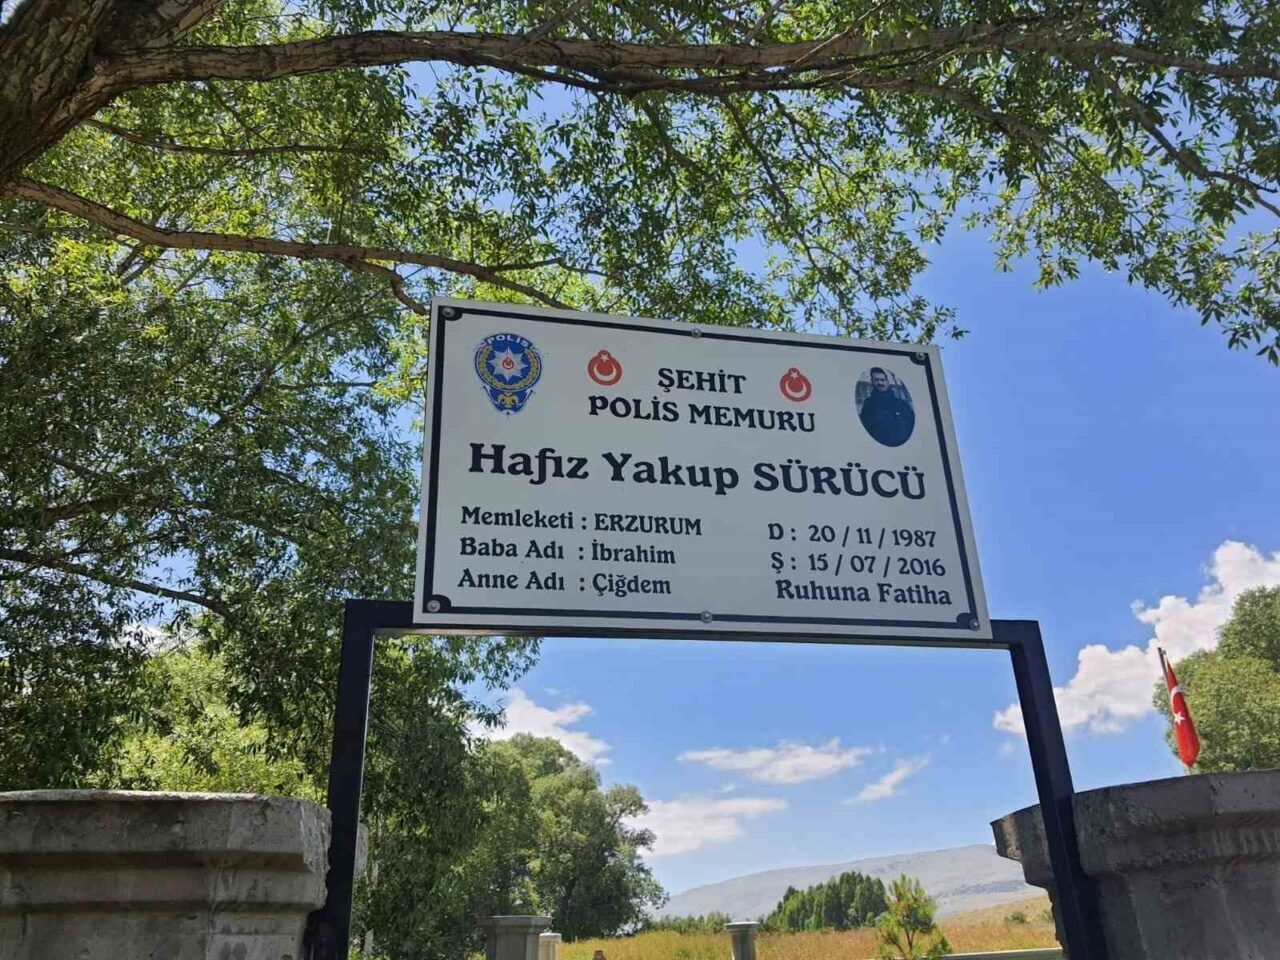 POLİS
ŞEHİT
POLİS MEMURU
Hafız Yakup SÜRÜCÜ
Memleketi : ERZURUM
Baba Adı : İbrahim
Anne Adı : Çiğdem
D : 20 / 11 / 1987
Ş : 15 / 07 / 2016
Ruhuna Fatiha